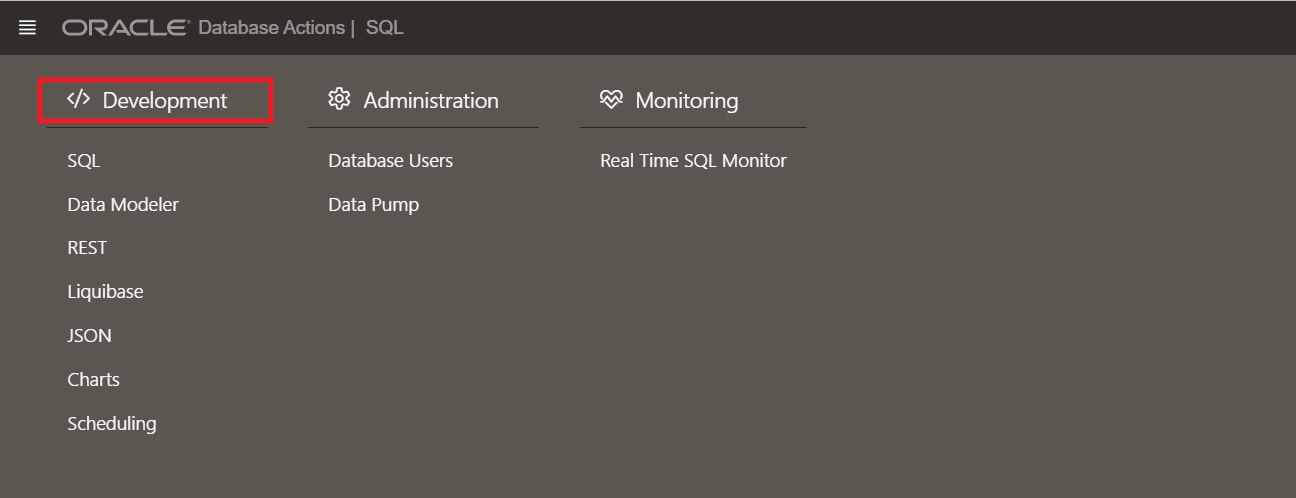 ORACLE® Database Actions | SQL
Development
SQL
Data Modeler
REST
Liquibase
JSON
Charts
Scheduling
Administration
Database Users
Data Pump
Monitoring
Real Time SQL Monitor